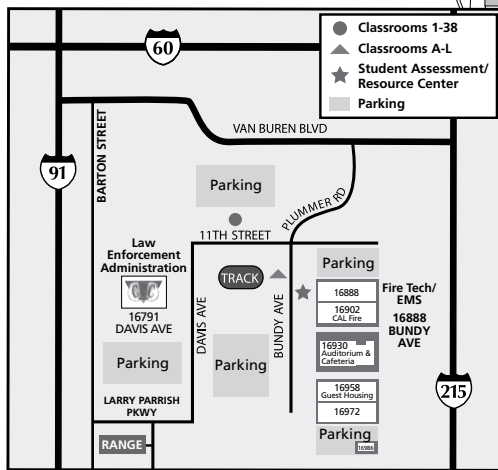 60
Classrooms 1-38
Classrooms A-L
Student Assessment/
Resource Center
Parking
91
BARTON STREET
VAN BUREN BLVD
Parking
PLUMMER RD
11TH STREET
Law
Enforcement
Administration
16791
DAVIS AVE
TRACK
DAVIS AVE
BUNDY AVE
Parking
16888
16902
CAL Fire
Fire Tech/
EMS
16888
BUNDY
AVE
16930
Auditorium &
Cafeteria
Parking
Parking
16958
Guest Housing
16972
215
LARRY PARRISH
PKWY
RANGE
Parking
16986